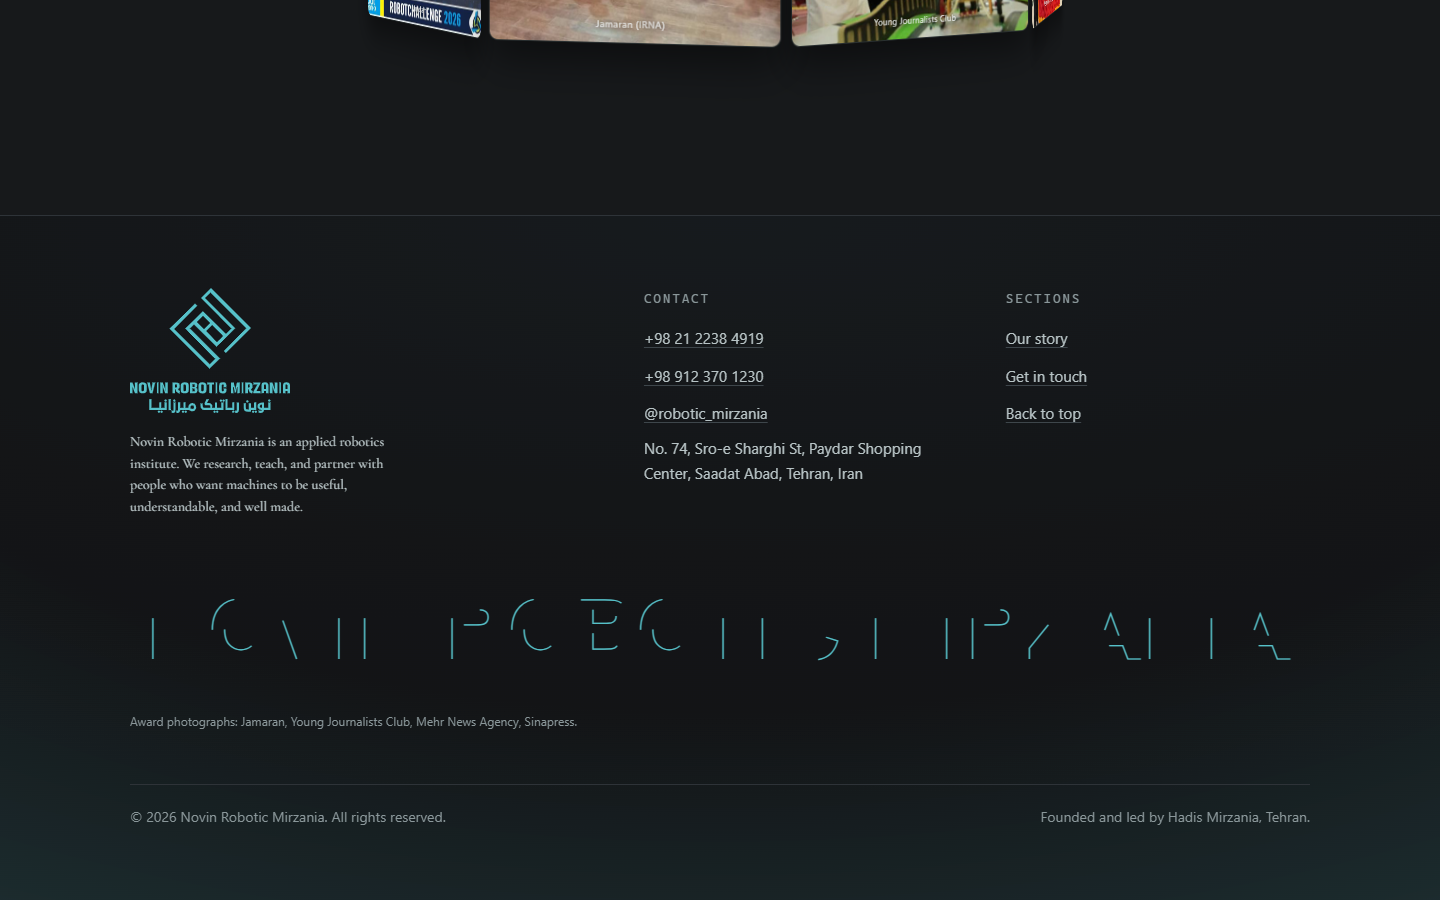 ROBOTCHALLENGE 2026
Jamaran (IRNA)
Young Journalists Club
NOVIN ROBOTIC MIRZANIA
نوین رباتیک میرزانیا
Novin Robotic Mirzania is an applied robotics
institute. We research, teach, and partner with
people who want machines to be useful,
understandable, and well made.
CONTACT
+98 21 2238 4919
+98 912 370 1230
@robotic_mirzania
No. 74, Sro-e Sharghi St, Paydar Shopping
Center, Saadat Abad, Tehran, Iran
SECTIONS
Our story
Get in touch
Back to top
Award photographs: Jamaran, Young Journalists Club, Mehr News Agency, Sinapress.
© 2026 Novin Robotic Mirzania. All rights reserved.
Founded and led by Hadis Mirzania, Tehran.